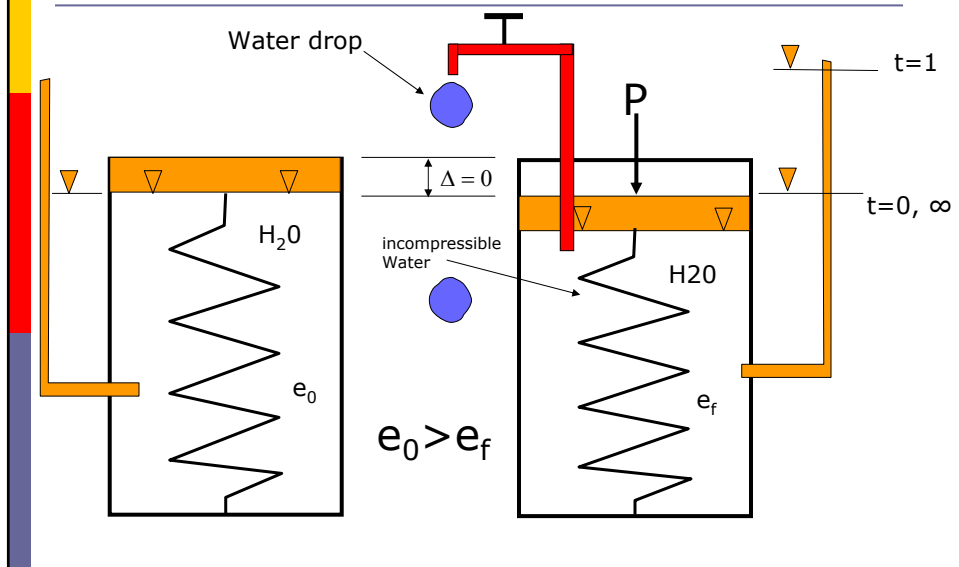 Water drop
t=1
P
Δ = 0
t=0, ∞
H₂0
incompressible
Water
H20
e₀
e_f
e₀>e_f